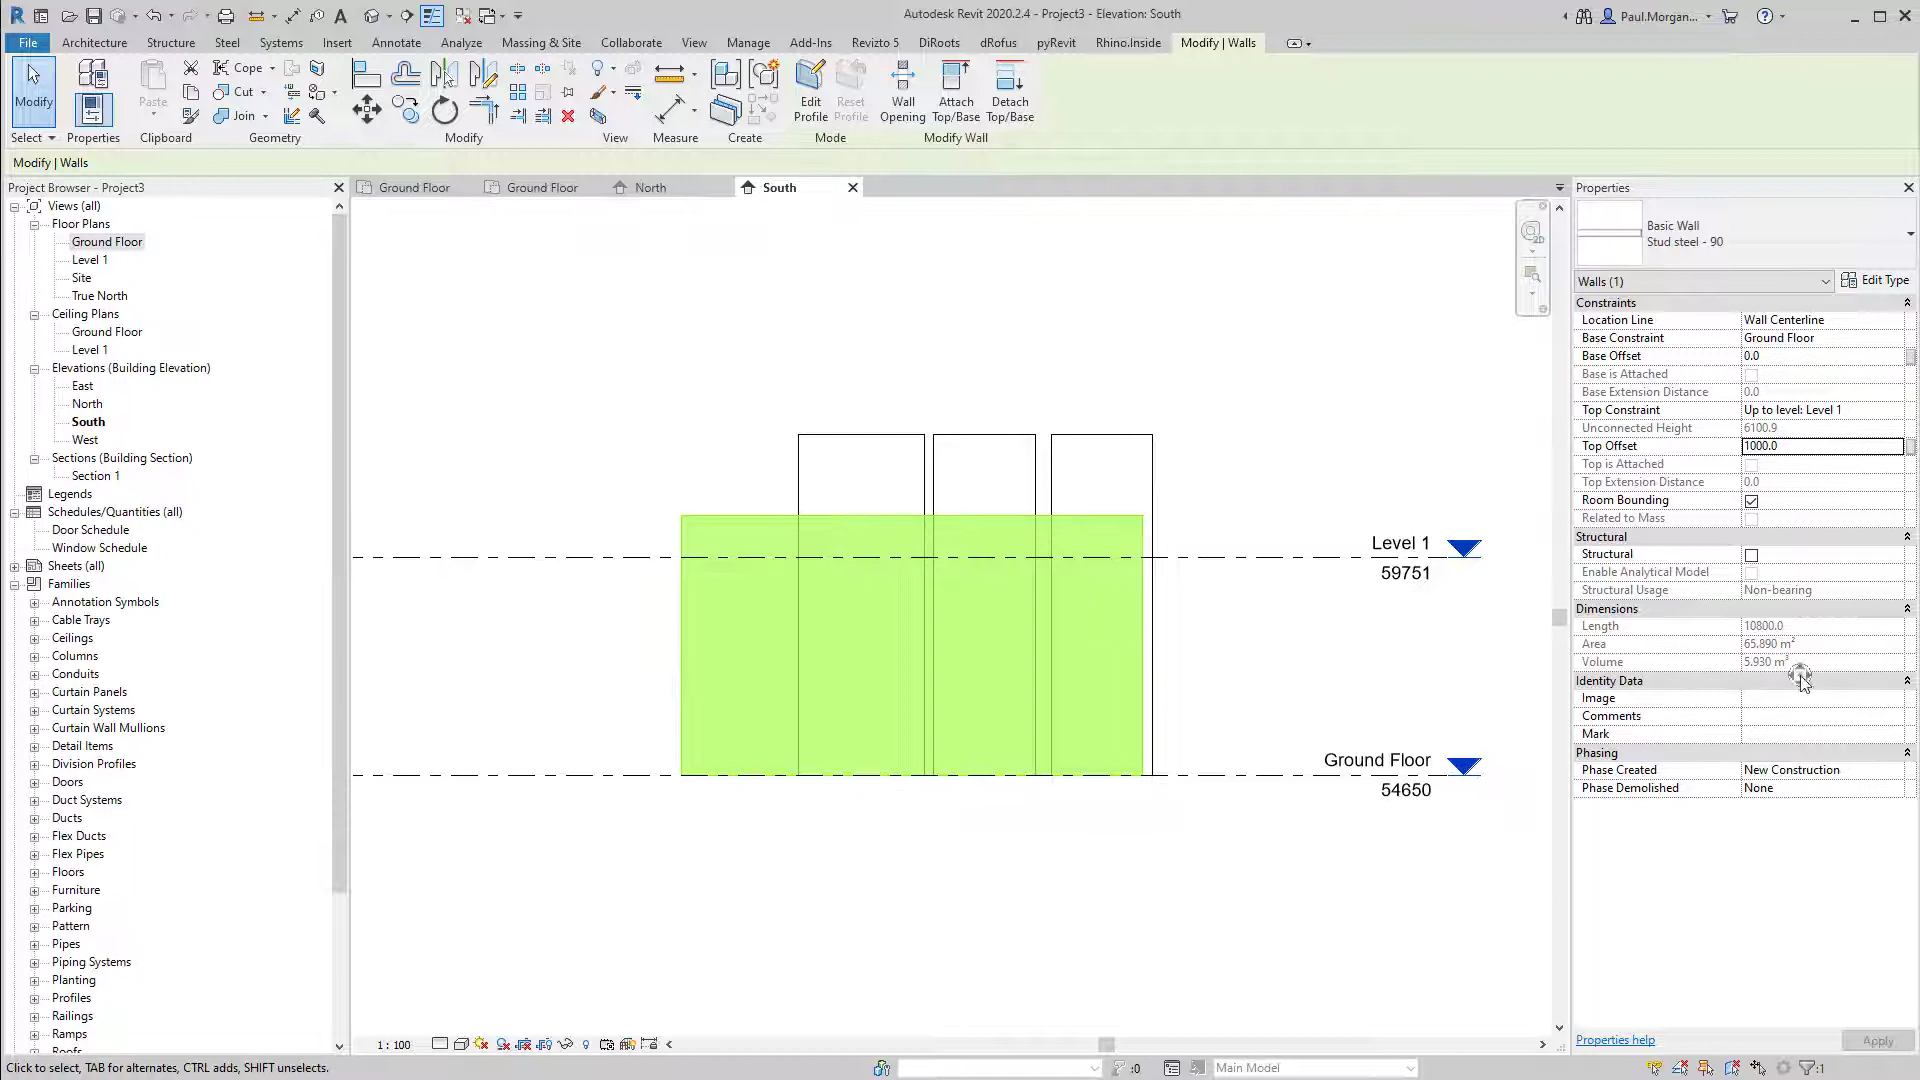 Autodesk Revit 2020.2.4 - Project3 - Elevation: South
Paul.Morgan...
File Architecture Structure Steel Systems Insert Annotate Analyze Massing & Site Collaborate View Manage Add-Ins Revizto 5 DiRoots dRofus pyRevit Rhino.Inside Modify | Walls
Modify
Paste
Cope
Cut
Join
Edit Profile
Reset Profile
Wall Opening
Attach Top/Base
Detach Top/Base
Select Properties Clipboard Geometry Modify View Measure Create Mode Modify Wall
Modify | Walls
Project Browser - Project3
Views (all)
Floor Plans
Ground Floor
Level 1
Site
True North
Ceiling Plans
Ground Floor
Level 1
Elevations (Building Elevation)
East
North
South
West
Sections (Building Section)
Section 1
Legends
Schedules/Quantities (all)
Door Schedule
Window Schedule
Sheets (all)
Families
Annotation Symbols
Cable Trays
Ceilings
Columns
Conduits
Curtain Panels
Curtain Systems
Curtain Wall Mullions
Detail Items
Division Profiles
Doors
Duct Systems
Ducts
Flex Ducts
Flex Pipes
Floors
Furniture
Parking
Pattern
Pipes
Piping Systems
Planting
Profiles
Railings
Ramps
Roofs
Ground Floor
Ground Floor
North
South
Level 1
59751
Ground Floor
54650
1 : 100
Properties
Basic Wall
Stud steel - 90
Walls (1)
Edit Type
Constraints
Location Line Wall Centerline
Base Constraint Ground Floor
Base Offset 0.0
Base is Attached
Base Extension Distance 0.0
Top Constraint Up to level: Level 1
Unconnected Height 6100.9
Top Offset 1000.0
Top is Attached
Top Extension Distance 0.0
Room Bounding
Related to Mass
Structural
Structural
Enable Analytical Model
Structural Usage Non-bearing
Dimensions
Length 10800.0
Area 65.890 m²
Volume 5.930 m³
Identity Data
Image
Comments
Mark
Phasing
Phase Created New Construction
Phase Demolished None
Properties help
Apply
Click to select, TAB for alternates, CTRL adds, SHIFT unselects.
:0
Main Model
:1